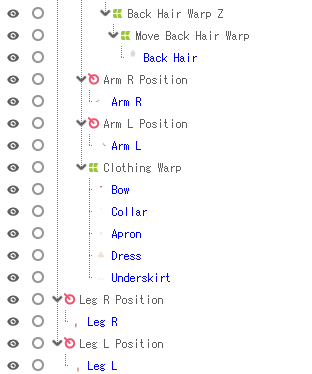 Back Hair Warp Z
Move Back Hair Warp
Back Hair
Arm R Position
Arm R
Arm L Position
Arm L
Clothing Warp
Bow
Collar
Apron
Dress
Underskirt
Leg R Position
Leg R
Leg L Position
Leg L